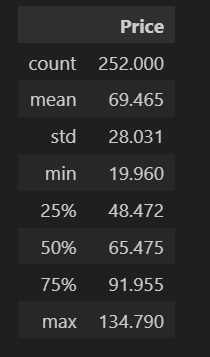 Price
count 252.000
mean 69.465
std 28.031
min 19.960
25% 48.472
50% 65.475
75% 91.955
max 134.790